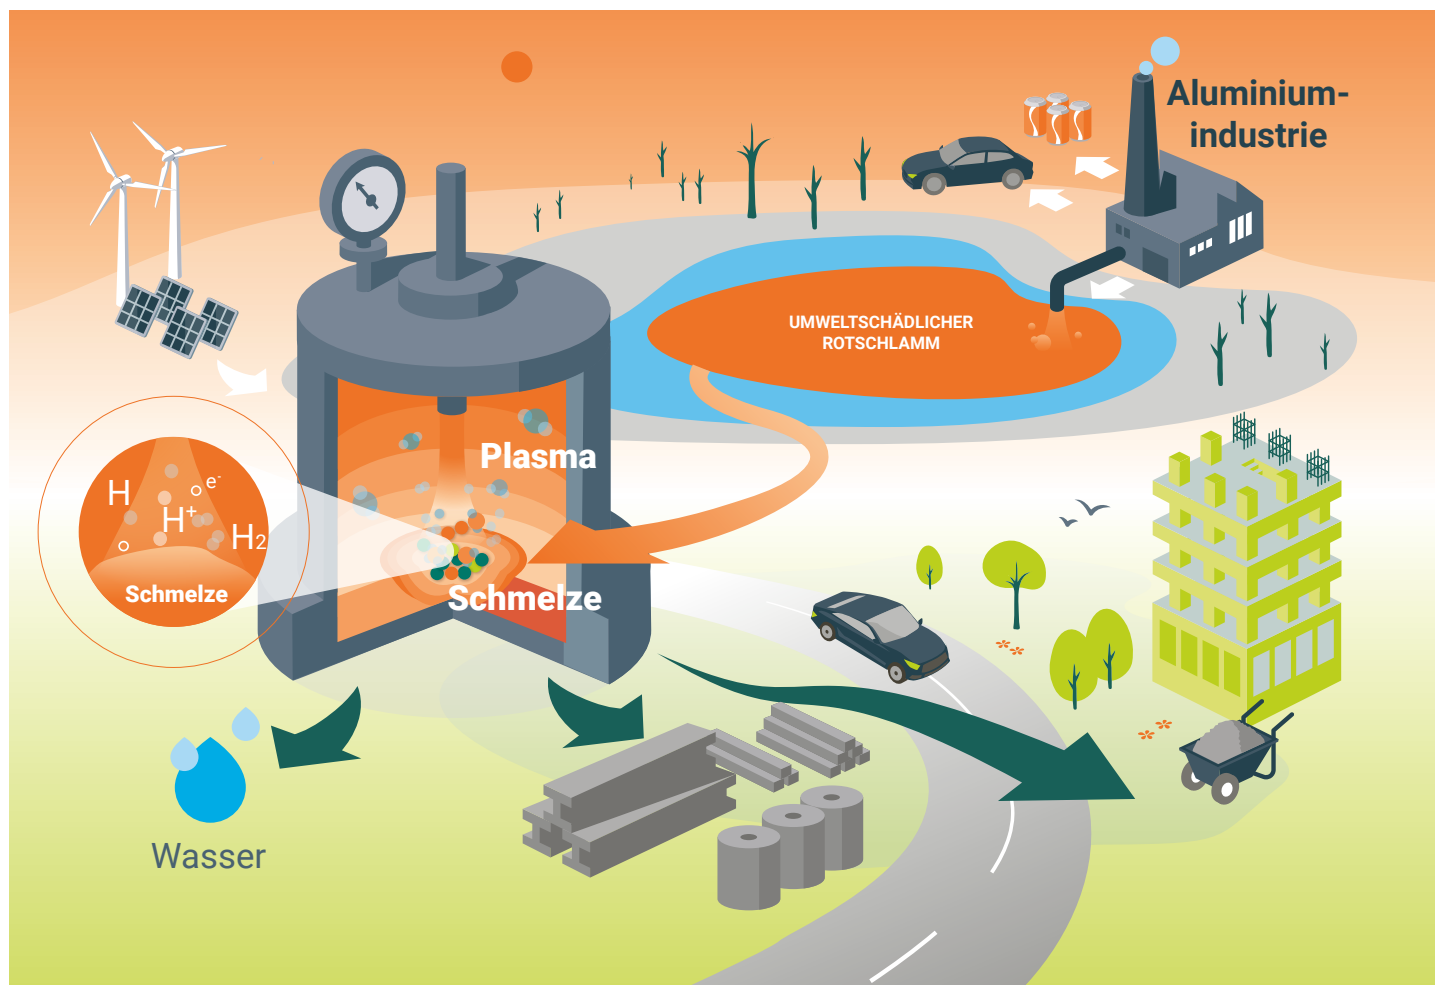 Aluminium-
industrie
UMWELTSCHÄDLICHER
ROTSCHLAMM
Plasma
Schmelze
H
e⁻
H⁺
H₂
Schmelze
Wasser